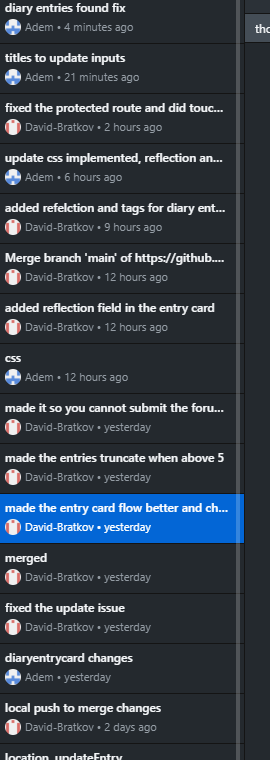 diary entries found fix
Adem • 4 minutes ago
titles to update inputs
Adem • 21 minutes ago
fixed the protected route and did touc...
David-Bratkov • 2 hours ago
update css implemented, reflection an...
Adem • 6 hours ago
added refelction and tags for diary ent...
David-Bratkov • 9 hours ago
Merge branch 'main' of https://github....
David-Bratkov • 12 hours ago
added reflection field in the entry card
David-Bratkov • 12 hours ago
css
Adem • 12 hours ago
made it so you cannot submit the foru...
David-Bratkov • yesterday
made the entries truncate when above 5
David-Bratkov • yesterday
made the entry card flow better and ch...
David-Bratkov • yesterday
merged
David-Bratkov • yesterday
fixed the update issue
David-Bratkov • yesterday
diaryentrycard changes
Adem • yesterday
local push to merge changes
David-Bratkov • 2 days ago
location, updateEntry
tho